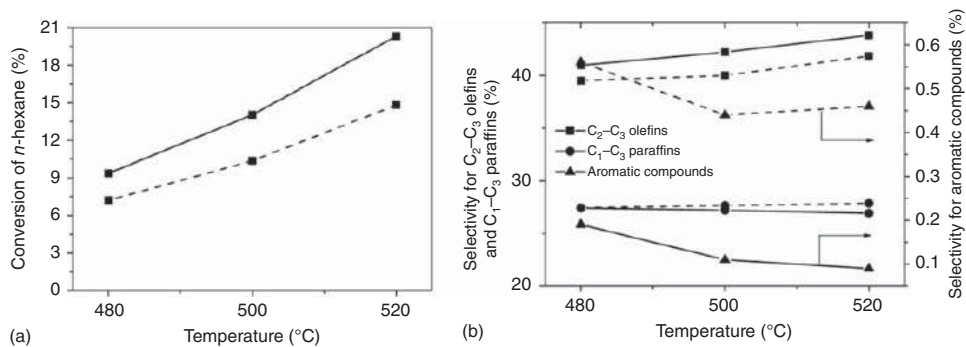 21
18
15
12
9
6
3
0
Conversion of n-hexane (%)
480
500
520
Temperature (°C)
(a)
(b)
40
30
20
Selectivity for C₂–C₃ olefins
and C₁–C₃ paraffins (%)
C₂–C₃ olefins
C₁–C₃ paraffins
Aromatic compounds
0.6
0.5
0.4
0.3
0.2
0.1
Selectivity for aromatic compounds (%)
480
500
520
Temperature (°C)